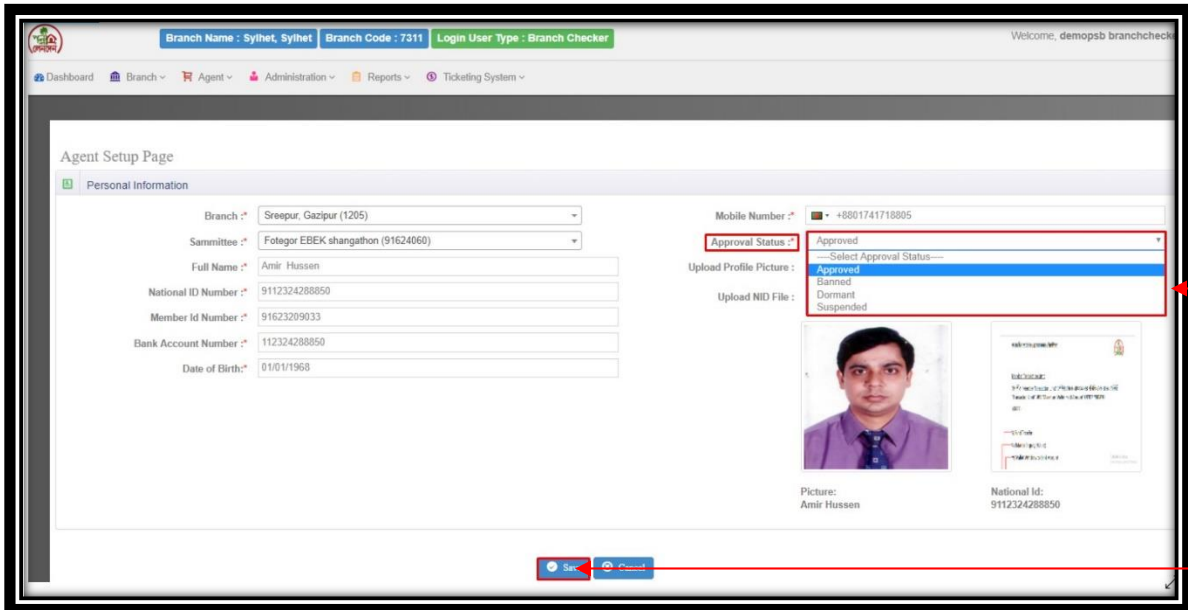 Branch Name : Sylhet, Sylhet Branch Code : 7311 Login User Type : Branch Checker
Welcome, demopsb branchchecke
Dashboard Branch Agent Administration Reports Ticketing System
Agent Setup Page
Personal Information
Branch :* Sreepur, Gazipur (1205)
Sammittee :* Fotegor EBEK shangathon (91624060)
Full Name :* Amir Hussen
National ID Number :* 9112324288850
Member Id Number :* 91623209033
Bank Account Number :* 112324288850
Date of Birth:* 01/01/1968
Mobile Number :* +8801741718805
Approval Status :* Approved
----Select Approval Status----
Approved
Banned
Dormant
Suspended
Upload Profile Picture :
Upload NID File :
Picture:
Amir Hussen
National Id:
9112324288850